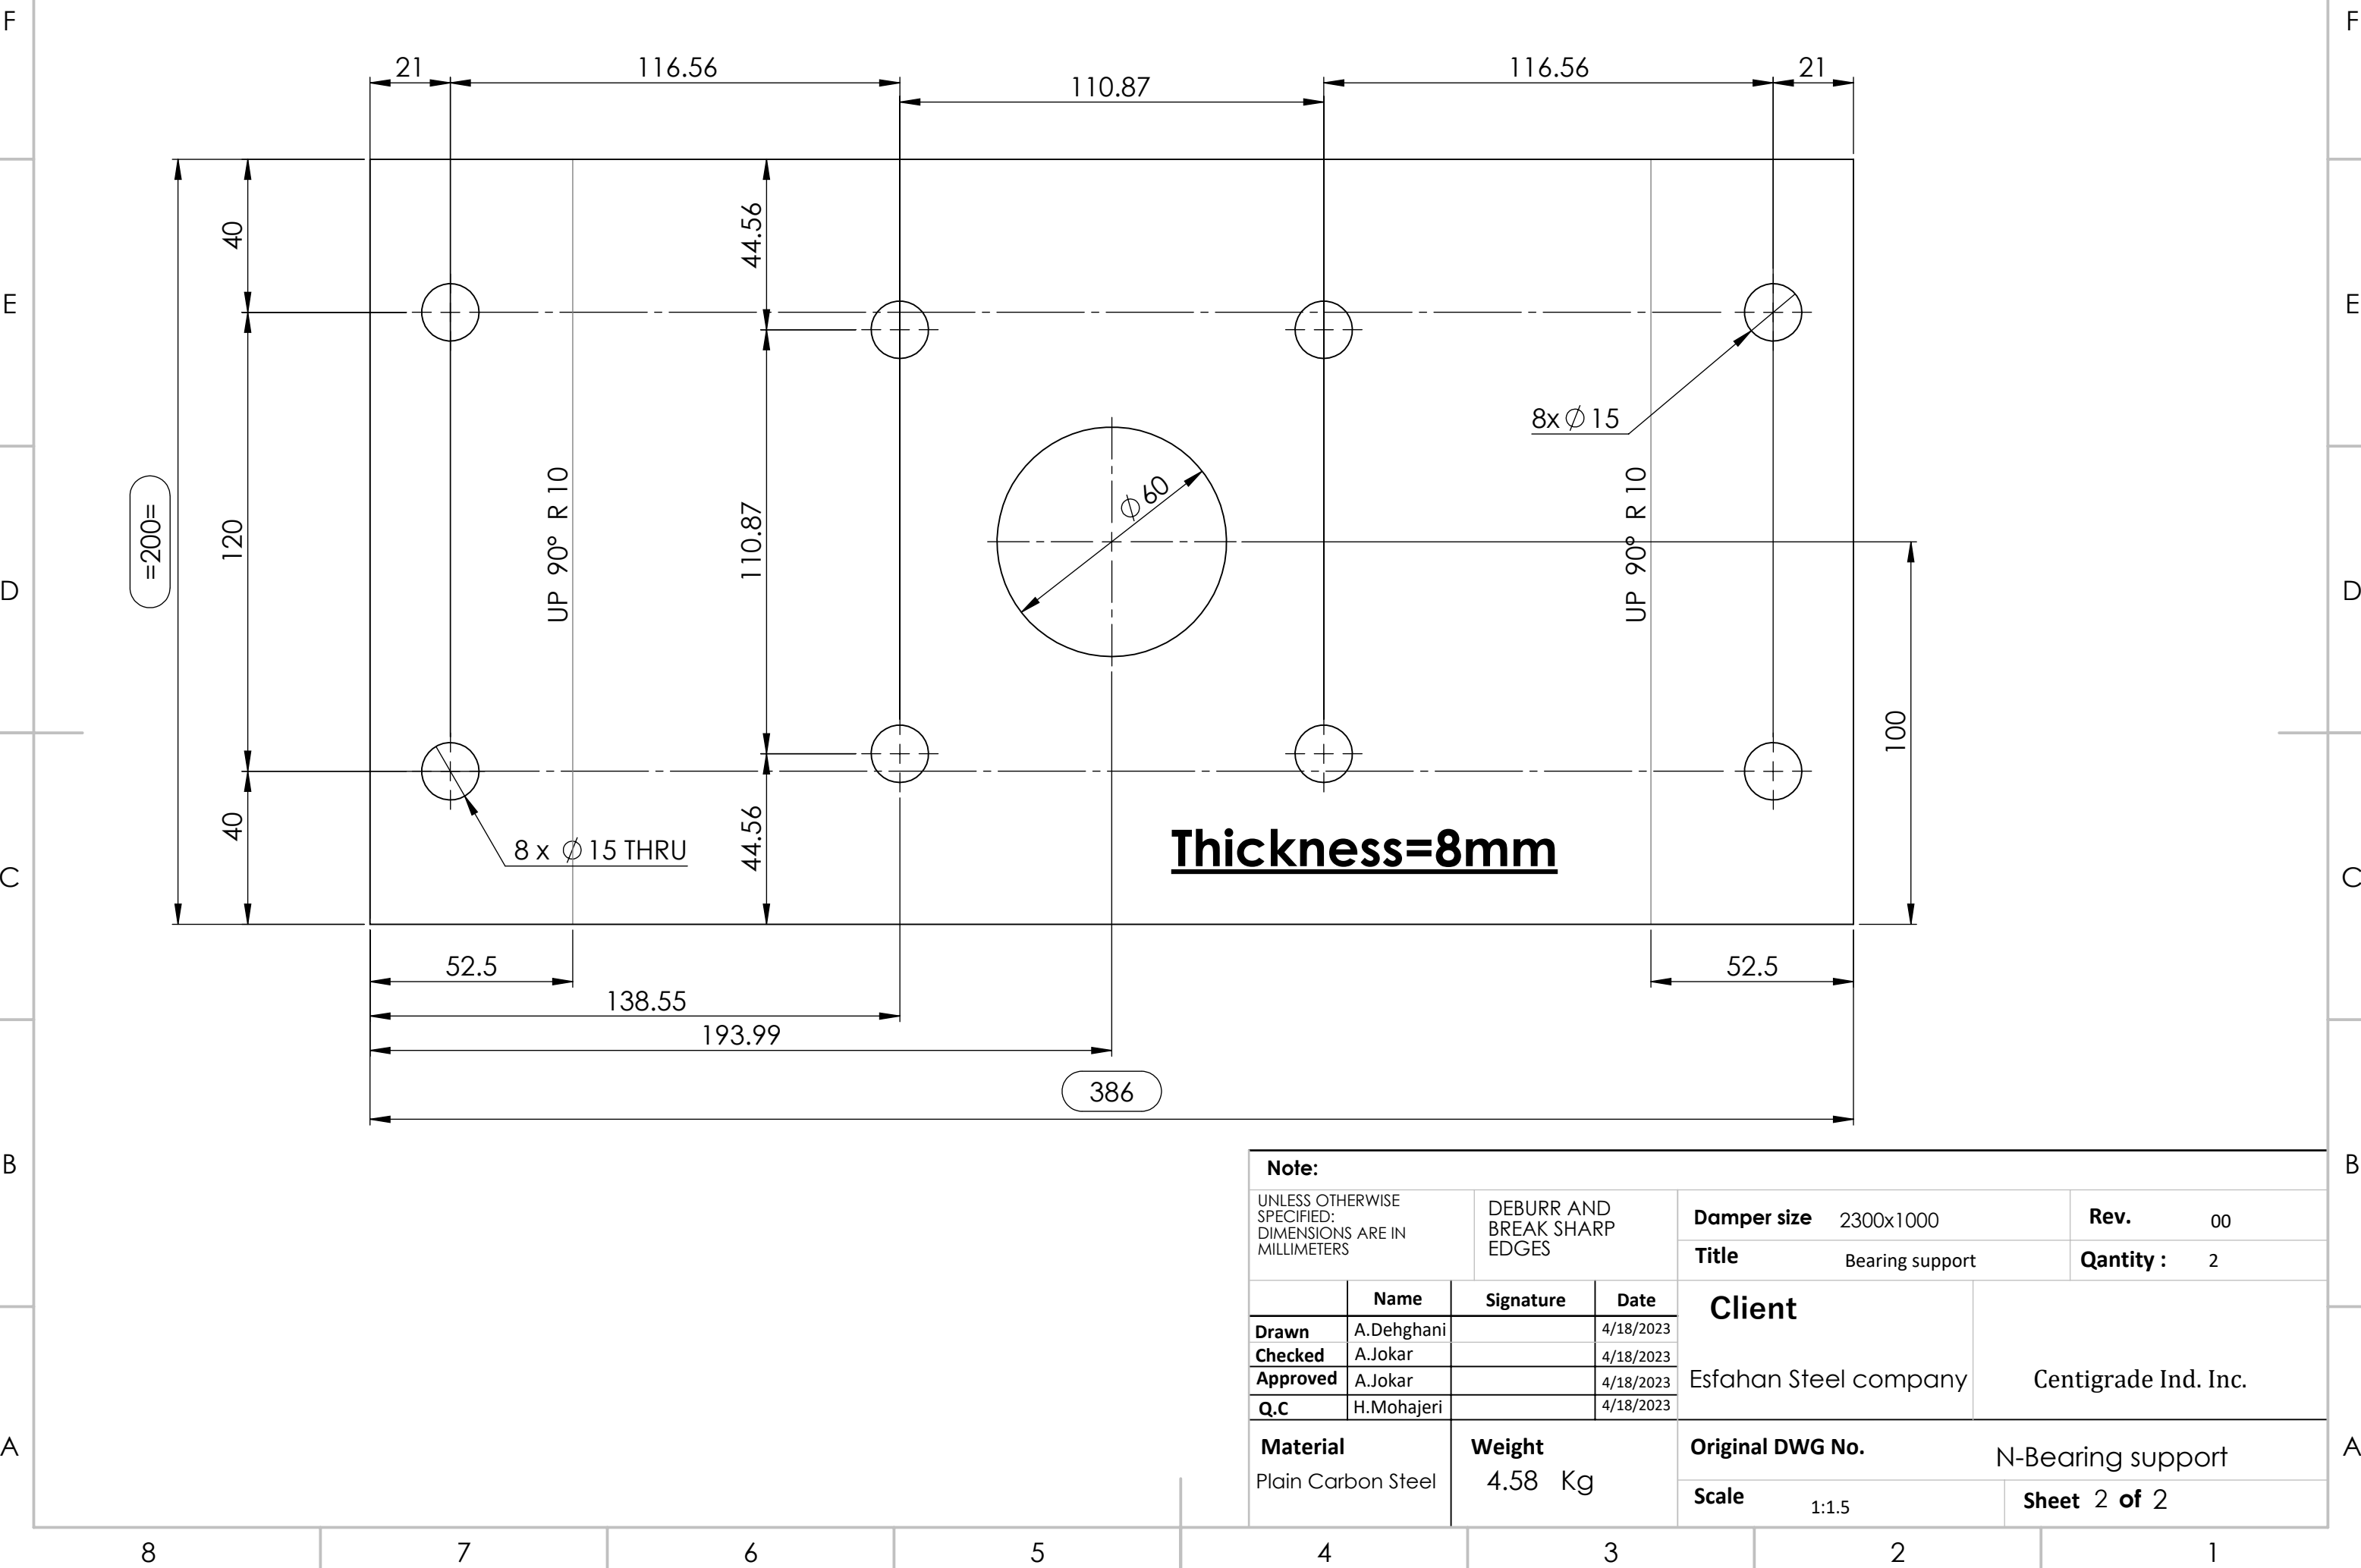 F
F
21
116.56
110.87
116.56
21
40
44.56
E
E
8x ∅ 15
UP 90° R 10
UP 90° R 10
∅ 60
=200=
120
110.87
D
D
100
40
44.56
8 x ∅ 15 THRU
Thickness=8mm
C
C
52.5
52.5
138.55
193.99
386
B
B
Note:
UNLESS OTHERWISE
SPECIFIED:
DIMENSIONS ARE IN
MILLIMETERS
DEBURR AND
BREAK SHARP
EDGES
Damper size 2300x1000
Rev. 00
Title Bearing support
Qantity : 2
Name Signature Date
Drawn A.Dehghani 4/18/2023
Checked A.Jokar 4/18/2023
Approved A.Jokar 4/18/2023
Q.C H.Mohajeri 4/18/2023
Client
Esfahan Steel company
Centigrade Ind. Inc.
A
A
Material
Plain Carbon Steel
Weight
4.58 Kg
Original DWG No. N-Bearing support
Scale 1:1.5
Sheet 2 of 2
8 7 6 5 4 3 2 1